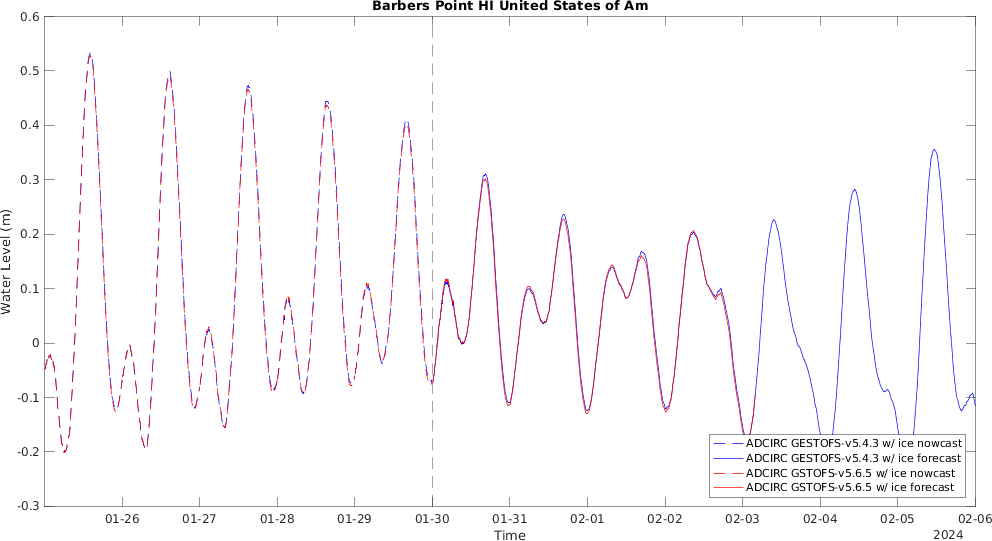 Barbers Point HI United States of Am
0.6
0.5
0.4
0.3
0.2
0.1
0
-0.1
-0.2
-0.3
Water Level (m)
ADCIRC GESTOFS-v5.4.3 w/ ice nowcast
ADCIRC GESTOFS-v5.4.3 w/ ice forecast
ADCIRC GSTOFS-v5.6.5 w/ ice nowcast
ADCIRC GSTOFS-v5.6.5 w/ ice forecast
01-26 01-27 01-28 01-29 01-30 01-31 02-01 02-02 02-03 02-04 02-05 02-06
Time
2024